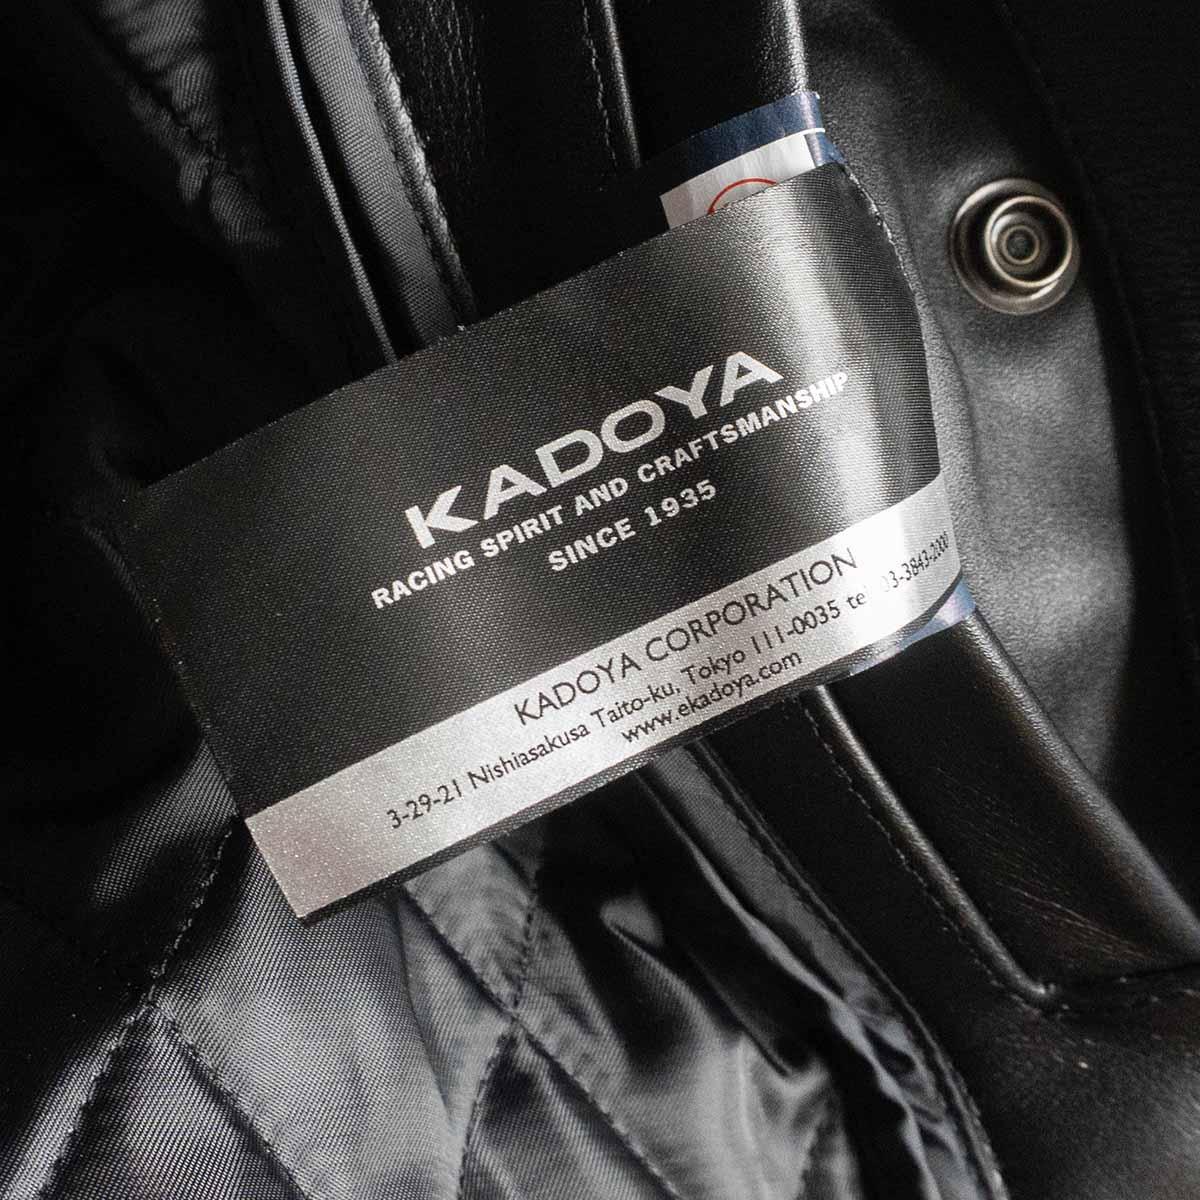 KADOYA
RACING SPIRIT AND CRAFTSMANSHIP
SINCE 1935
KADOYA CORPORATION
3-29-21 Nishiasakusa Taito-ku, Tokyo 111-0035 tel 03-3843-2000
www.ekadoya.com